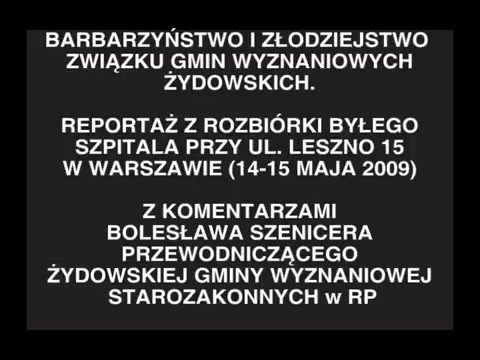 BARBARZYŃSTWO I ZŁODZIEJSTWO
ZWIĄZKU GMIN WYZNANIOWYCH
ŻYDOWSKICH.
REPORTAŻ Z ROZBIÓRKI BYŁEGO
SZPITALA PRZY UL. LESZNO 15
W WARSZAWIE (14-15 MAJA 2009)
Z KOMENTARZAMI
BOLESŁAWA SZENICERA
PRZEWODNICZĄCEGO
ŻYDOWSKIEJ GMINY WYZNANIOWEJ
STAROZAKONNYCH w RP